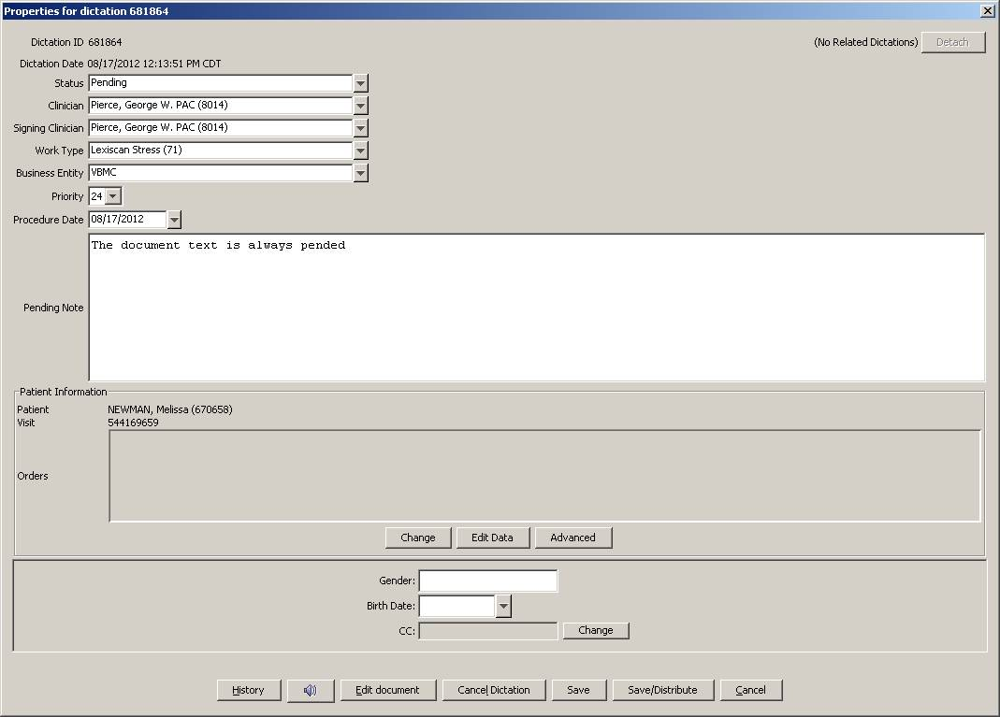 Properties for dictation 681864
Dictation ID 681864 (No Related Dictations) Detach
Dictation Date 08/17/2012 12:13:51 PM CDT
Status Pending
Clinician Pierce, George W. PAC (8014)
Signing Clinician Pierce, George W. PAC (8014)
Work Type Lexiscan Stress (71)
Business Entity VBMC
Priority 24
Procedure Date 08/17/2012
The document text is always pended
Pending Note
Patient Information
Patient NEWMAN, Melissa (670658)
Visit 544169659
Orders
Change Edit Data Advanced
Gender:
Birth Date:
CC: Change
History Edit document Cancel Dictation Save Save/Distribute Cancel